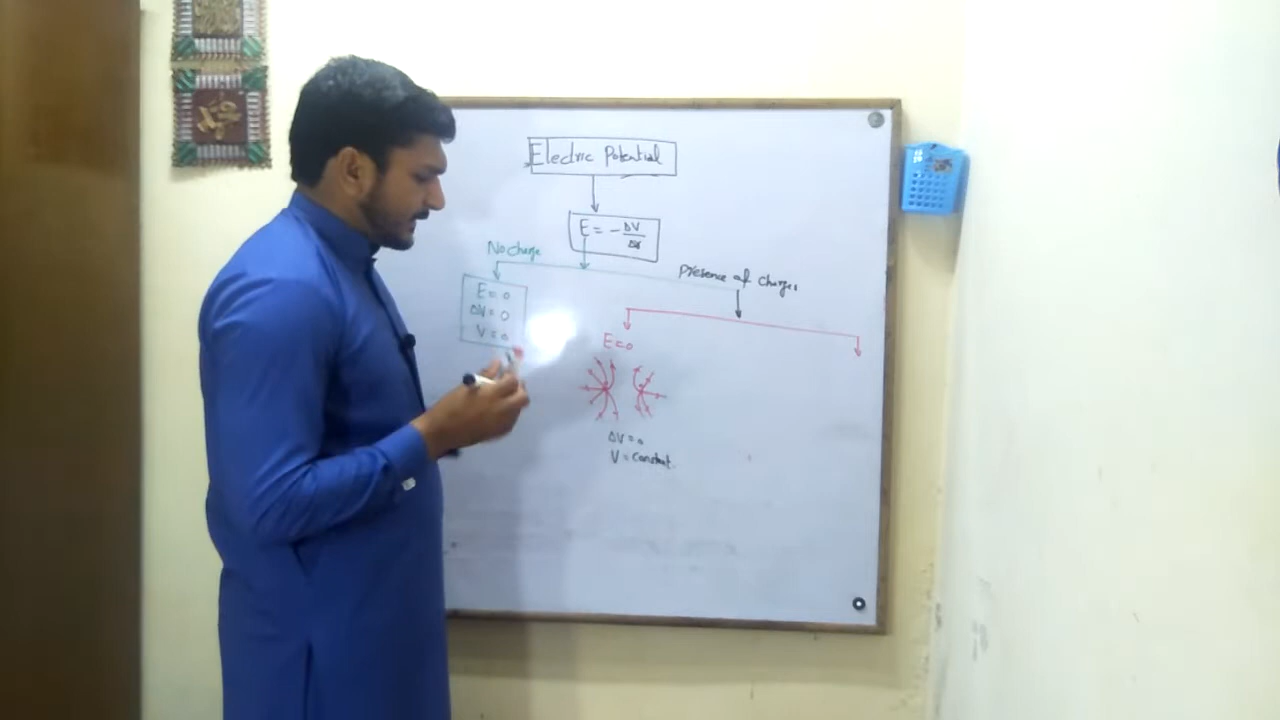 Electric Potential
E = - ΔV/Δr
No charge
Presence of Charges
E = 0
ΔV = 0
V = 0
E = 0
ΔV = 0
V = Constant.